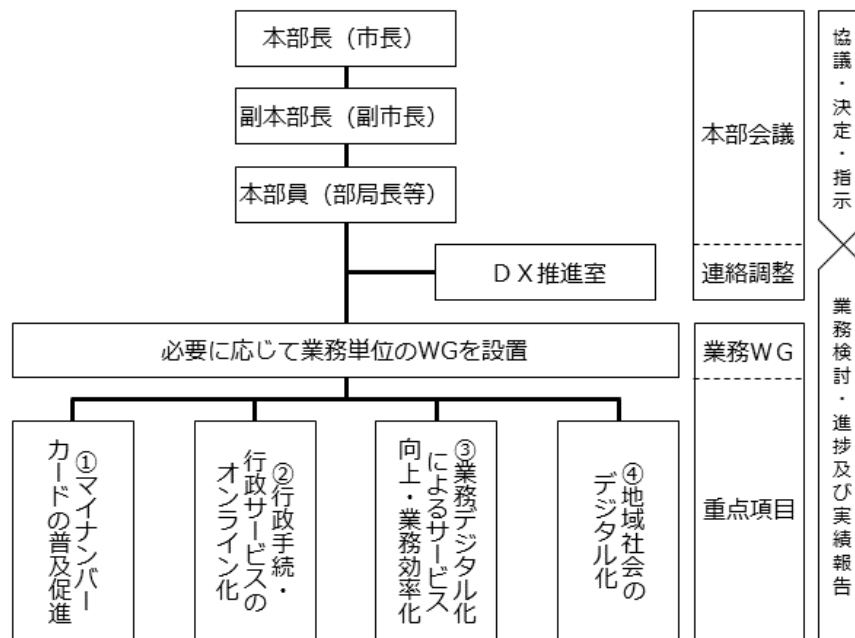 本部長（市長）
副本部長（副市長）
本部員（部局長等）
ＤＸ推進室
必要に応じて業務単位のWGを設置
①マイナンバー
カードの普及促進
②行政手続・
行政サービスの
オンライン化
③業務デジタル化
によるサービス
向上・業務効率化
④地域社会の
デジタル化
本部会議
連絡調整
業務ＷＧ
重点項目
協議・決定・指示
業務検討・進捗及び実績報告